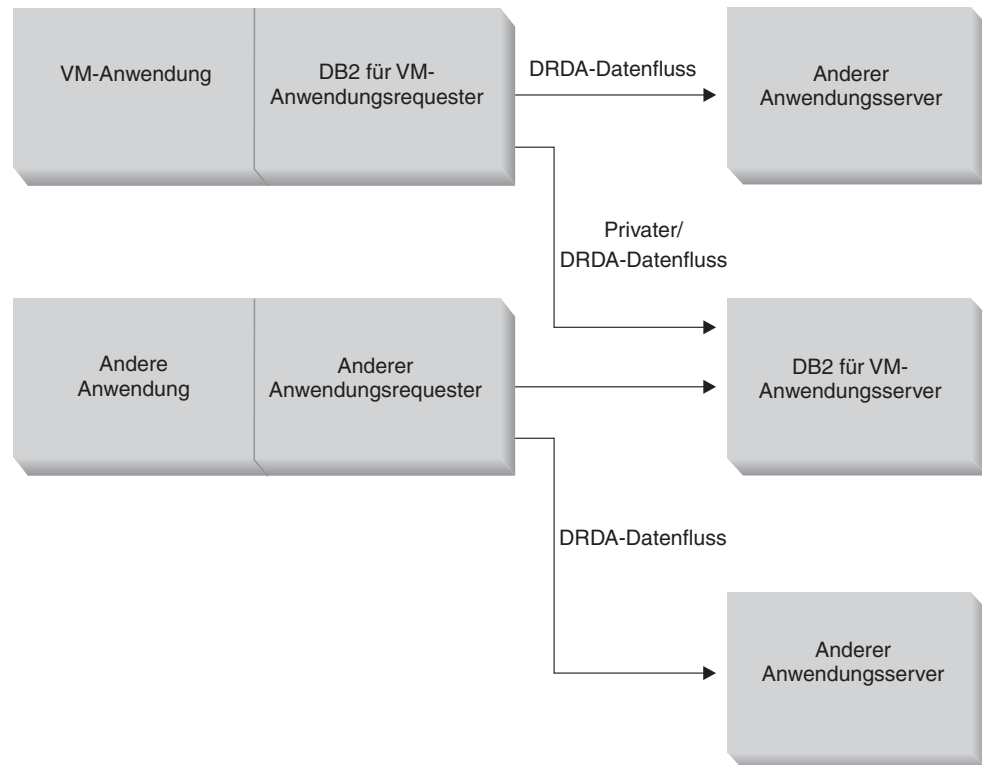 VM-Anwendung
DB2 für VM-
Anwendungsrequester
DRDA-Datenfluss
Anderer
Anwendungsserver
Privater/
DRDA-Datenfluss
Andere
Anwendung
Anderer
Anwendungsrequester
DB2 für VM-
Anwendungsserver
DRDA-Datenfluss
Anderer
Anwendungsserver